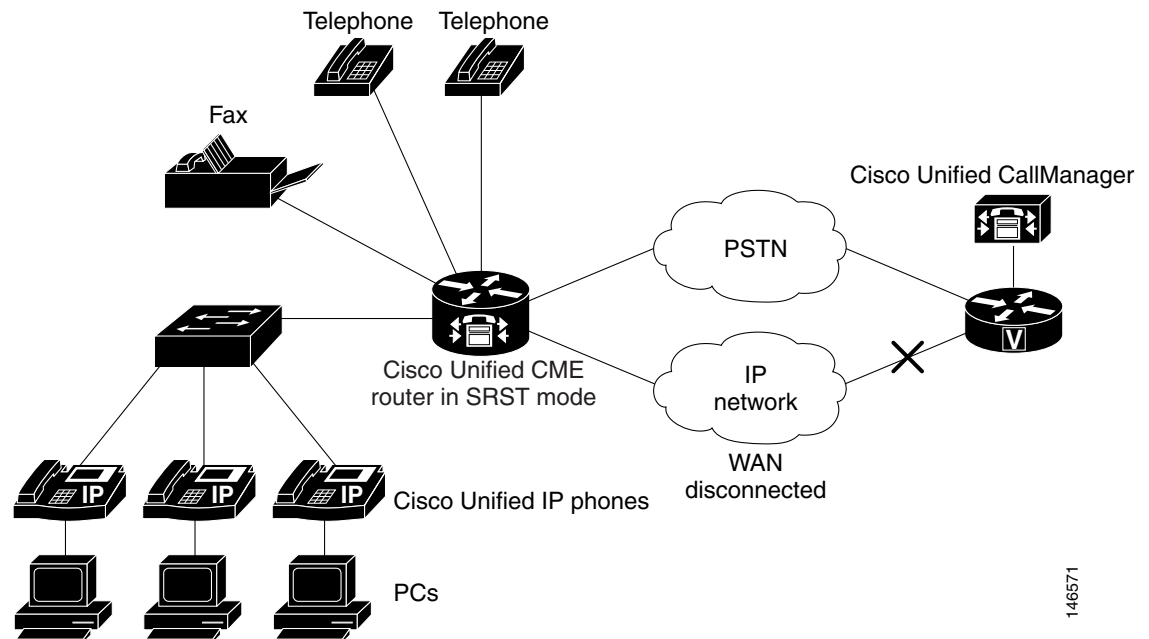 Telephone Telephone
Fax
Cisco Unified CallManager
PSTN
V
Cisco Unified CME
router in SRST mode
IP
network
WAN
disconnected
IP IP IP
Cisco Unified IP phones
PCs
146571